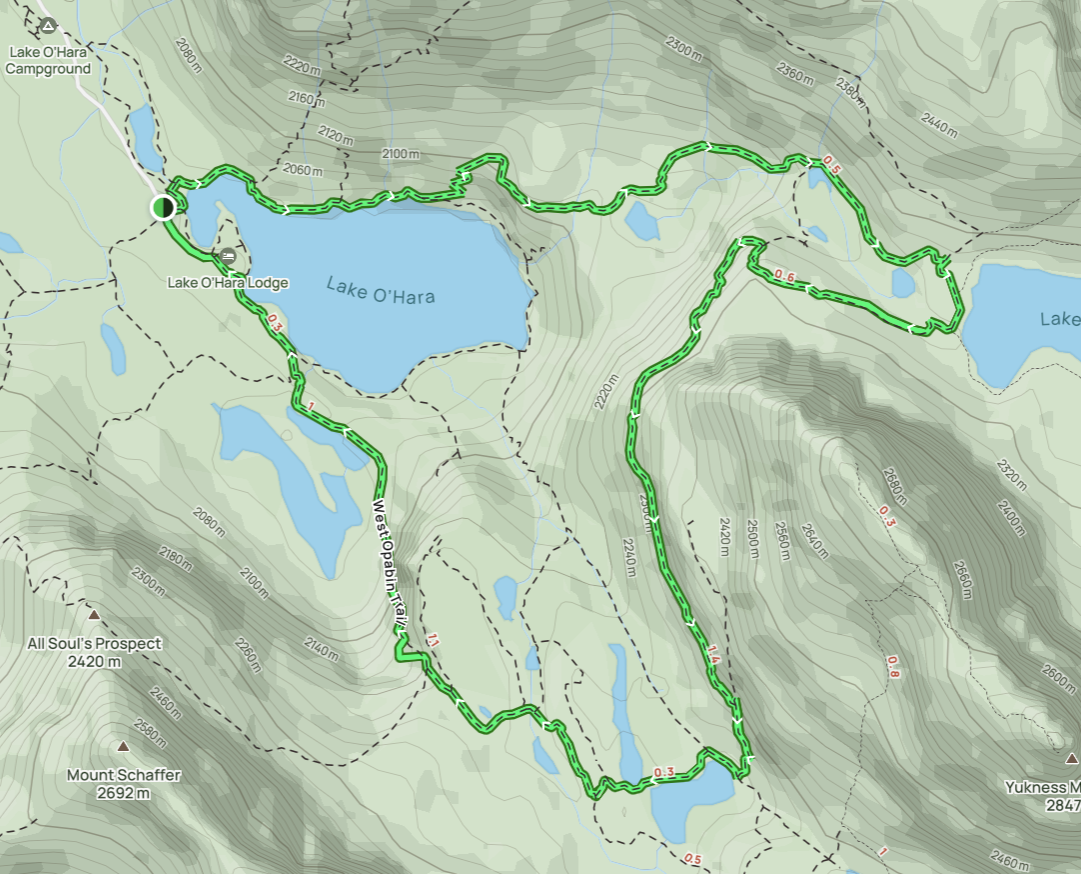 Lake O'Hara
Campground
2080 m
2220 m
2160 m
2120 m
2100 m
2060 m
2300 m
2360 m
2380 m
2440 m
0.5
0.6
Lake O'Hara Lodge
Lake O'Hara
Lake
0.3
1
2220 m
2320 m
2400 m
2680 m
0.3
2300 m
2240 m
2420 m
2500 m
2560 m
2640 m
2660 m
West Opabin Trail
2080 m
2180 m
2300 m
2100 m
2140 m
2260 m
All Soul's Prospect
2420 m
2460 m
2580 m
Mount Schaffer
2692 m
1.1
1.4
0.8
2600 m
0.3
Yukness M
2847
0.5
1
2460 m